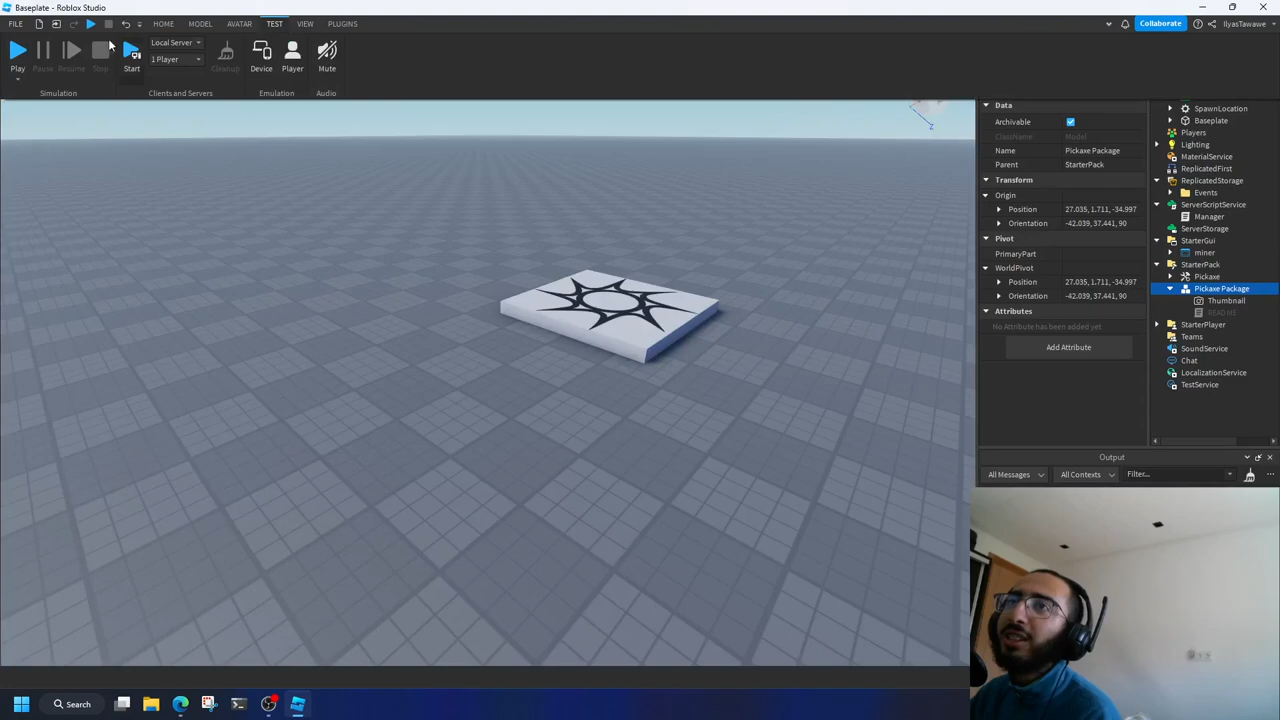 Baseplate - Roblox Studio
FILE HOME MODEL AVATAR TEST VIEW PLUGINS Collaborate IlyasTawawe
Play Pause Resume Stop Start Local Server 1 Player Cleanup Device Player Mute
Simulation Clients and Servers Emulation Audio
Z
Data
Archivable
ClassName Model
Name Pickaxe Package
Parent StarterPack
Transform
Origin
Position 27.035, 1.711, -34.997
Orientation -42.039, 37.441, 90
Pivot
PrimaryPart
WorldPivot
Position 27.035, 1.711, -34.997
Orientation -42.039, 37.441, 90
Attributes
No Attribute has been added yet
Add Attribute
SpawnLocation
Baseplate
Players
Lighting
MaterialService
ReplicatedFirst
ReplicatedStorage
Events
ServerScriptService
Manager
ServerStorage
StarterGui
miner
StarterPack
Pickaxe
Pickaxe Package
Thumbnail
README
StarterPlayer
Teams
SoundService
Chat
LocalizationService
TestService
Output
All Messages All Contexts Filter...
Search